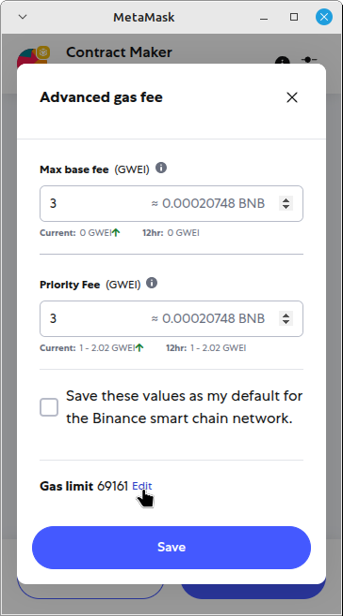 MetaMask
Contract Maker
Advanced gas fee
Max base fee (GWEI)
3 ≈ 0.00020748 BNB
Current: 0 GWEI↑ 12hr: 0 GWEI
Priority Fee (GWEI)
3 ≈ 0.00020748 BNB
Current: 1 - 2.02 GWEI↑ 12hr: 1 - 2.02 GWEI
Save these values as my default for
the Binance smart chain network.
Gas limit 69161 Edit
Save